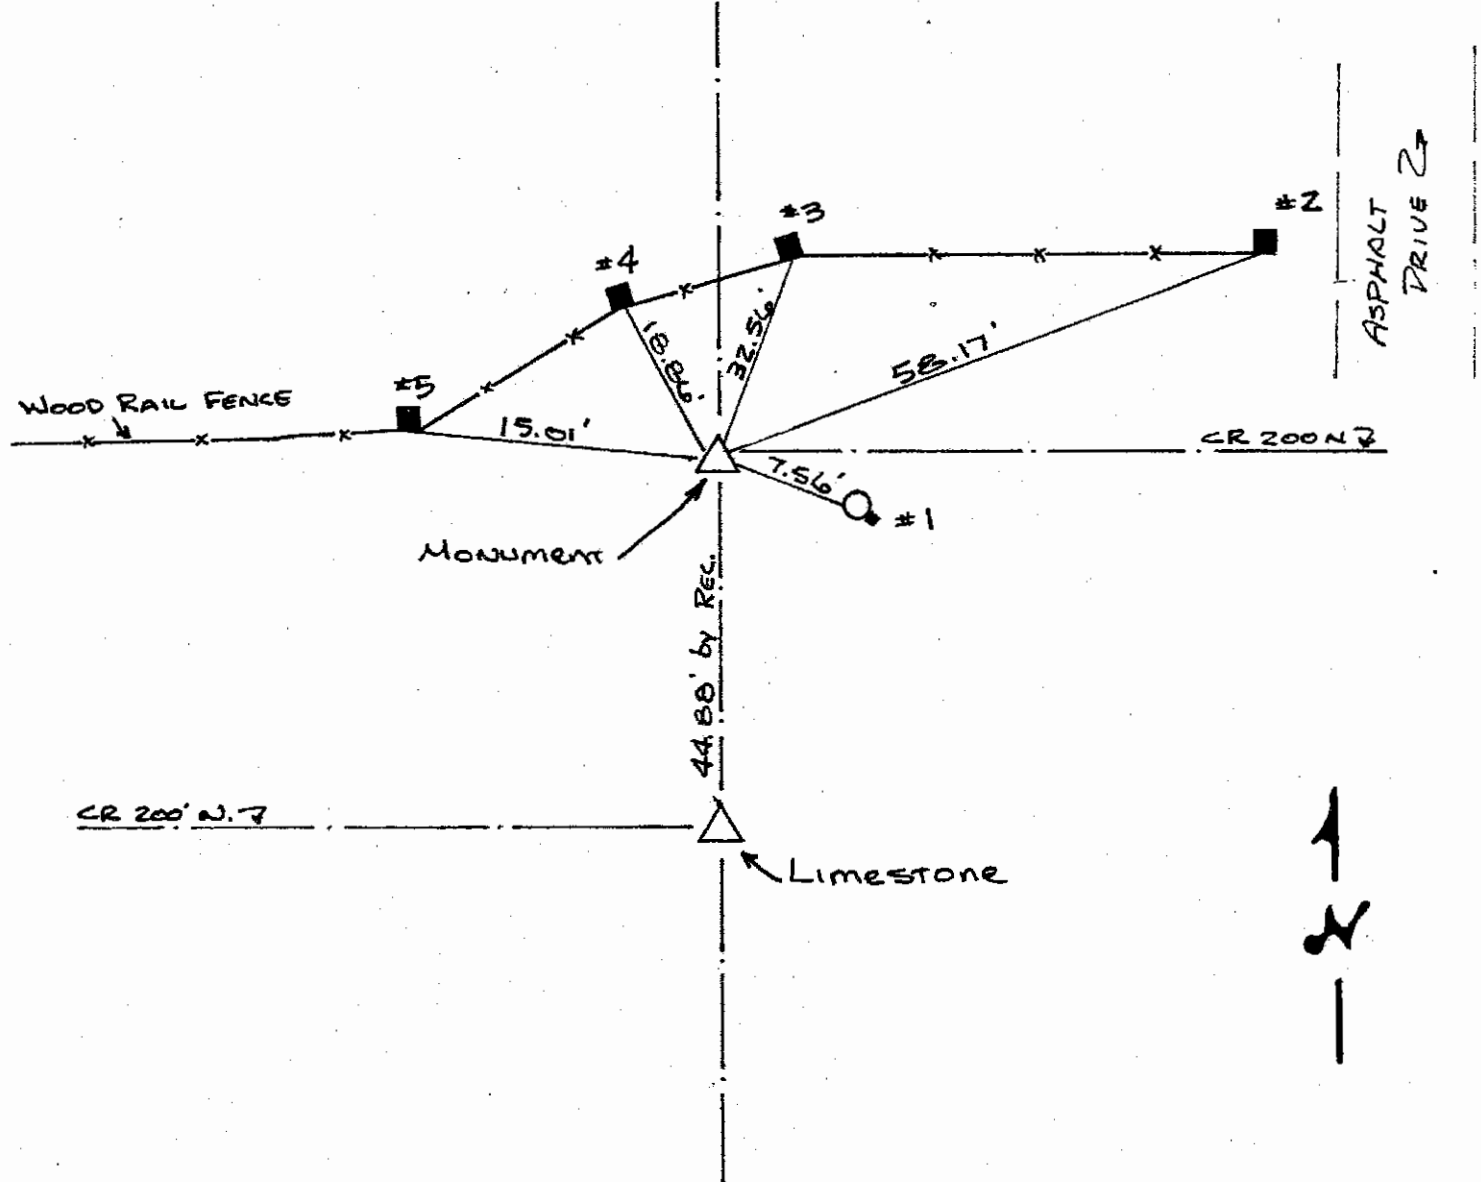 #3
#2
#4
ASPHALT
DRIVE
32.56'
18.86'
58.17'
#5
WOOD RAIL FENCE
15.01'
CR 200 N
7.56'
#1
MONUMENT
44.88' by REC.
CR 200' N.
LIMESTONE
N